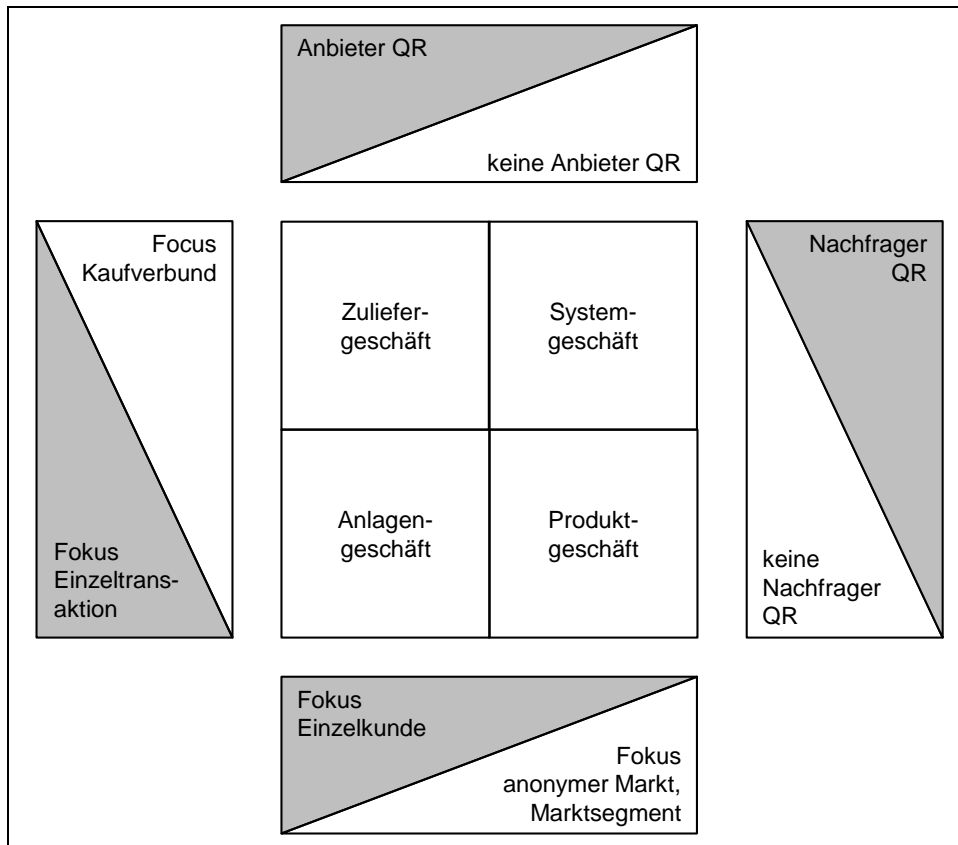 Anbieter QR
keine Anbieter QR
Focus
Kaufverbund
Fokus
Einzeltrans-
aktion
Zuliefer-
geschäft
System-
geschäft
Anlagen-
geschäft
Produkt-
geschäft
Nachfrager
QR
keine
Nachfrager
QR
Fokus
Einzelkunde
Fokus
anonymer Markt,
Marktsegment